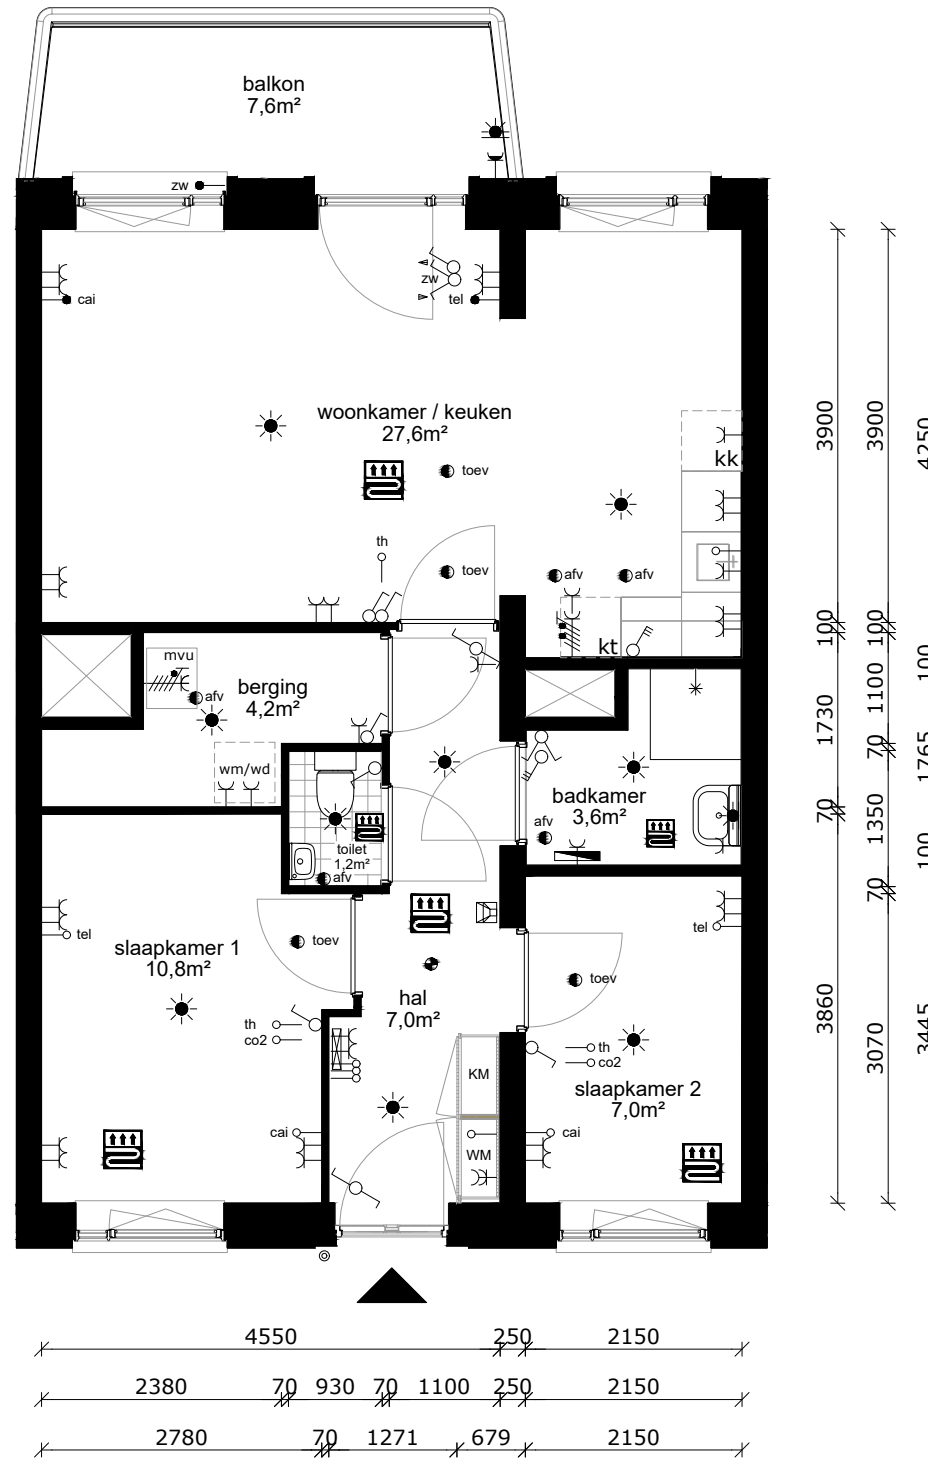 balkon
7,6m²
zw
zw
cai
tel
woonkamer / keuken
27,6m²
toev
kk
th
toev
afv
afv
kt
mvu
afv
berging
4,2m²
wm/wd
toilet
1,2m²
afv
badkamer
3,6m²
afv
tel
slaapkamer 1
10,8m²
toev
tel
toev
hal
7,0m²
th
co2
th
co2
KM
slaapkamer 2
7,0m²
cai
WM
cai
3900
3900
4250
100
100
100
1730
1100
1765
70
70
1350
100
70
3860
3070
3445
4550
250
2150
2380
70
930
70
1100
250
2150
2780
70
1271
679
2150